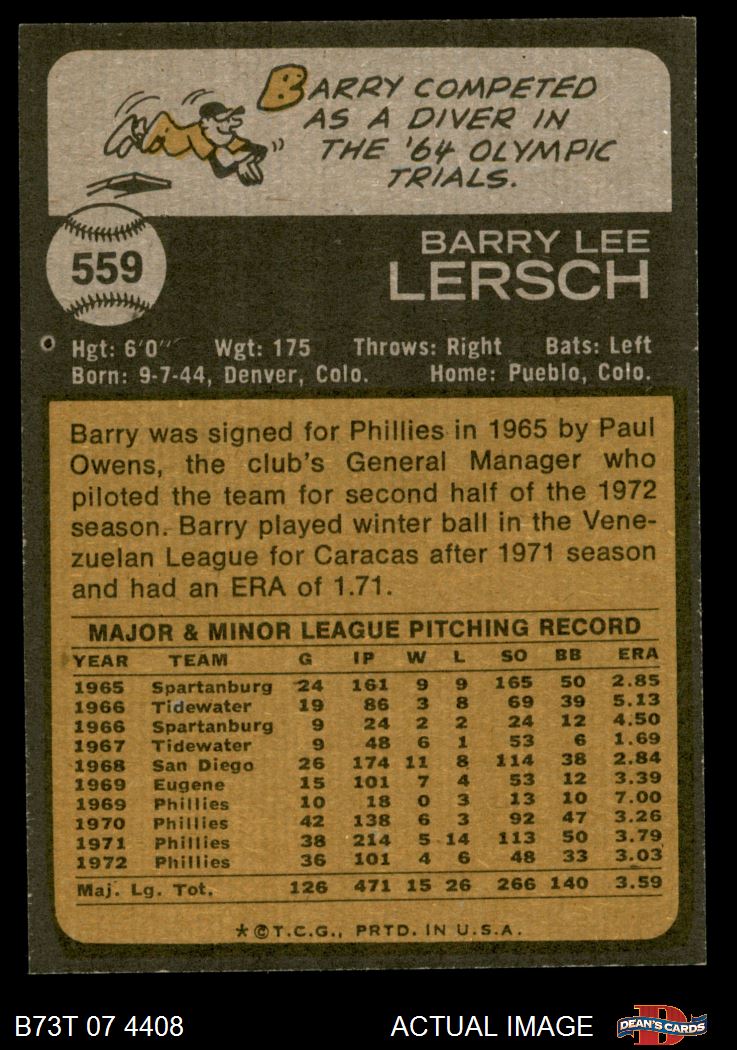 BARRY COMPETED
AS A DIVER IN
THE '64 OLYMPIC
TRIALS.
559
BARRY LEE
LERSCH
Hgt: 6'0" Wgt: 175 Throws: Right Bats: Left
Born: 9-7-44, Denver, Colo. Home: Pueblo, Colo.
Barry was signed for Phillies in 1965 by Paul
Owens, the club's General Manager who
piloted the team for second half of the 1972
season. Barry played winter ball in the Vene-
zuelan League for Caracas after 1971 season
and had an ERA of 1.71.
MAJOR & MINOR LEAGUE PITCHING RECORD
YEAR TEAM G IP W L SO BB ERA
1965 Spartanburg 24 161 9 9 165 50 2.85
1966 Tidewater 19 86 3 8 69 39 5.13
1966 Spartanburg 9 24 2 2 24 12 4.50
1967 Tidewater 9 48 6 1 53 6 1.69
1968 San Diego 26 174 11 8 114 38 2.84
1969 Eugene 15 101 7 4 53 12 3.39
1969 Phillies 10 18 0 3 13 10 7.00
1970 Phillies 42 138 6 3 92 47 3.26
1971 Phillies 38 214 5 14 113 50 3.79
1972 Phillies 36 101 4 6 48 33 3.03
Maj. Lg. Tot. 126 471 15 26 266 140 3.59
*©T.C.G., PRTD. IN U.S.A.
B73T 07 4408 ACTUAL IMAGE D DEAN'S CARDS